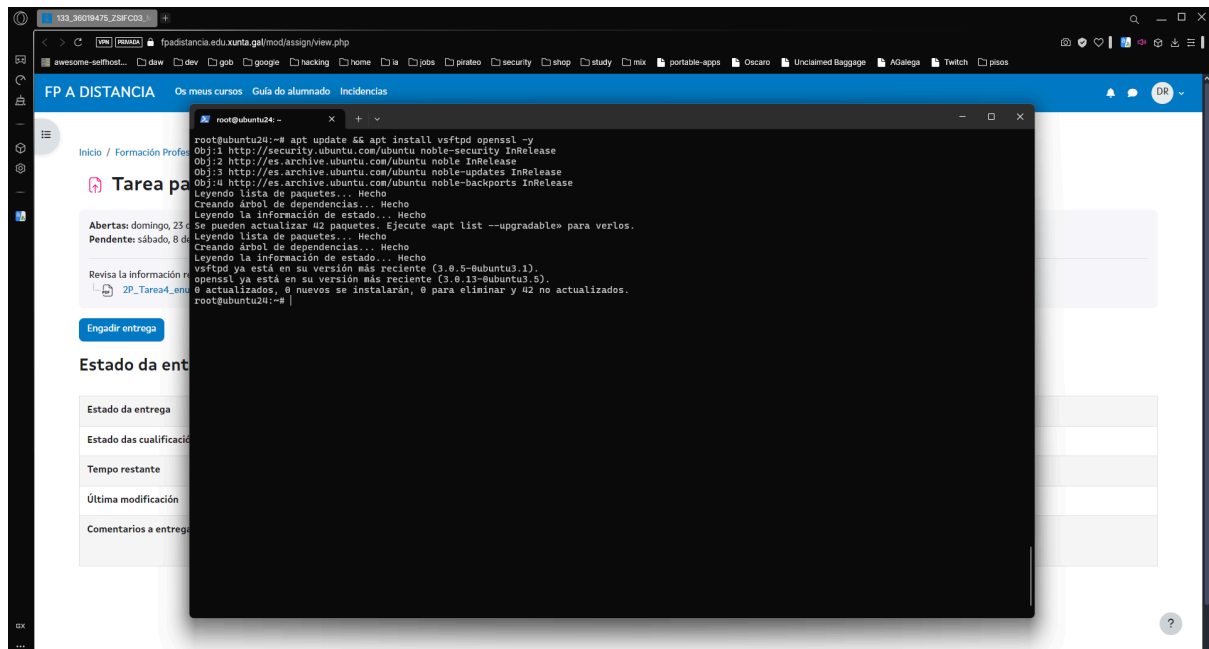 133_36019475_ZSIFC03_
VPN PRIVADA fpadistancia.edu.xunta.gal/mod/assign/view.php
awesome-selfhost... daw dev gob google hacking home ia jobs pirateo security shop study mix portable-apps Oscaro Unclaimed Baggage AGalega Twitch pisos
FP A DISTANCIA Os meus cursos Guía do alumnado Incidencias DR
root@ubuntu24: ~
root@ubuntu24:~# apt update && apt install vsftpd openssl -y
Obj:1 http://security.ubuntu.com/ubuntu noble-security InRelease
Obj:2 http://es.archive.ubuntu.com/ubuntu noble InRelease
Obj:3 http://es.archive.ubuntu.com/ubuntu noble-updates InRelease
Obj:4 http://es.archive.ubuntu.com/ubuntu noble-backports InRelease
Leyendo lista de paquetes... Hecho
Creando árbol de dependencias... Hecho
Leyendo la información de estado... Hecho
Se pueden actualizar 42 paquetes. Ejecute «apt list --upgradable» para verlos.
Leyendo lista de paquetes... Hecho
Creando árbol de dependencias... Hecho
Leyendo la información de estado... Hecho
vsftpd ya está en su versión más reciente (3.0.5-0ubuntu3.1).
openssl ya está en su versión más reciente (3.0.13-0ubuntu3.5).
0 actualizados, 0 nuevos se instalarán, 0 para eliminar y 42 no actualizados.
root@ubuntu24:~#
Inicio / Formación Profes
Tarea pa
Abertas: domingo, 23 d
Pendente: sábado, 8 de
Revisa la información r
2P_Tarea4_enu
Engadir entrega
Estado da ent
Estado da entrega
Estado das cualificació
Tempo restante
Última modificación
Comentarios a entrega
?
GX